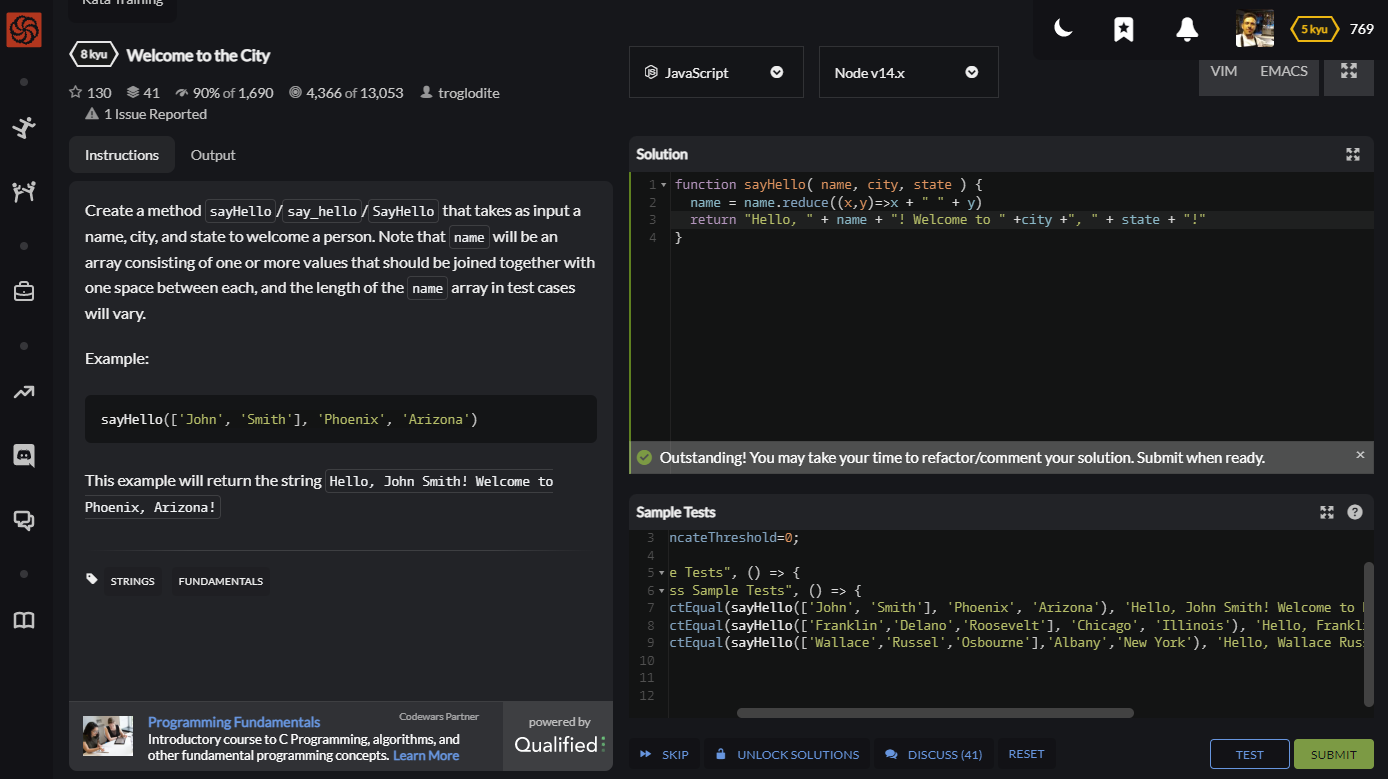 Kata Training
8 kyu Welcome to the City
130 41 90% of 1,690 4,366 of 13,053 troglodite
1 Issue Reported
Instructions Output
Create a method sayHello/say_hello/SayHello that takes as input a
name, city, and state to welcome a person. Note that name will be an
array consisting of one or more values that should be joined together with
one space between each, and the length of the name array in test cases
will vary.
Example:
sayHello(['John', 'Smith'], 'Phoenix', 'Arizona')
This example will return the string Hello, John Smith! Welcome to
Phoenix, Arizona!
STRINGS FUNDAMENTALS
Programming Fundamentals
Codewars Partner
Introductory course to C Programming, algorithms, and
other fundamental programming concepts. Learn More
powered by
Qualified
5 kyu 769
JavaScript Node v14.x VIM EMACS
Solution
1 function sayHello( name, city, state ) {
2 name = name.reduce((x,y)=>x + " " + y)
3 return "Hello, " + name + "! Welcome to " +city +", " + state + "!"
4 }
Outstanding! You may take your time to refactor/comment your solution. Submit when ready. ×
Sample Tests ?
3 ncateThreshold=0;
4
5 e Tests", () => {
6 ss Sample Tests", () => {
7 ctEqual(sayHello(['John', 'Smith'], 'Phoenix', 'Arizona'), 'Hello, John Smith! Welcome to
8 ctEqual(sayHello(['Franklin','Delano','Roosevelt'], 'Chicago', 'Illinois'), 'Hello, Frankl
9 ctEqual(sayHello(['Wallace','Russel','Osbourne'],'Albany','New York'), 'Hello, Wallace Rus
10
11
12
SKIP UNLOCK SOLUTIONS DISCUSS (41) RESET TEST SUBMIT